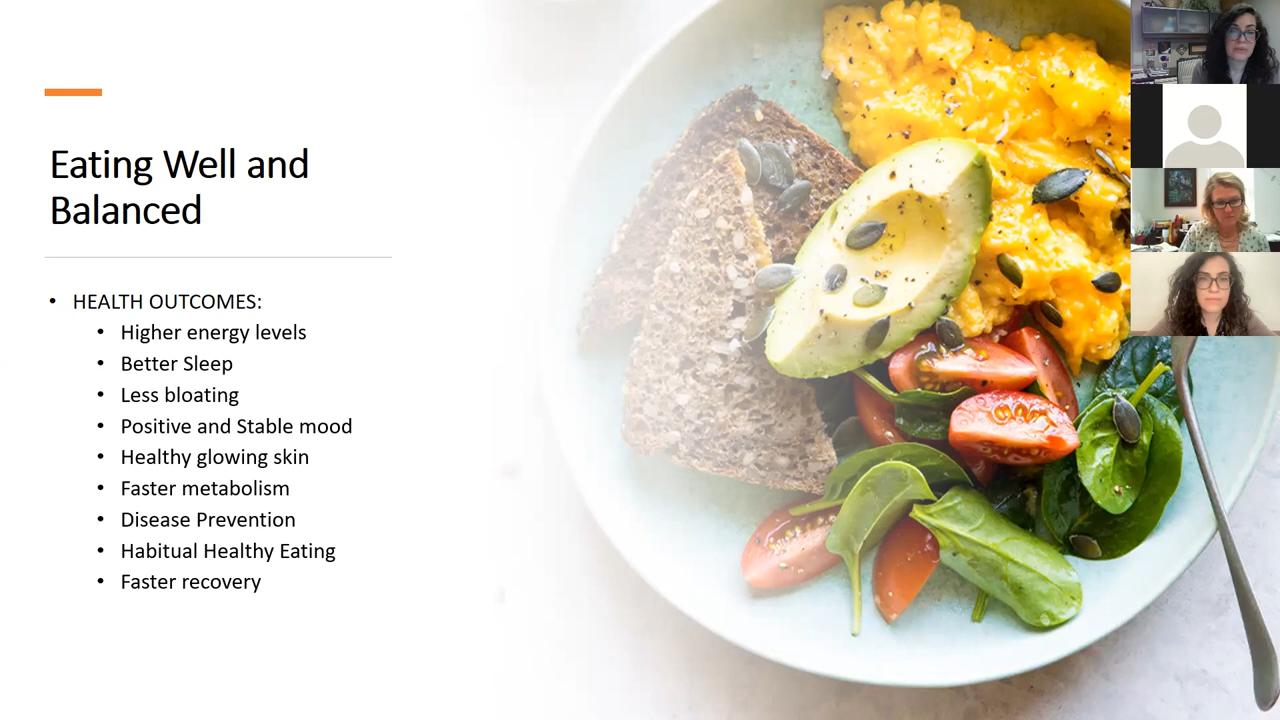 Eating Well and
Balanced
• HEALTH OUTCOMES:
• Higher energy levels
• Better Sleep
• Less bloating
• Positive and Stable mood
• Healthy glowing skin
• Faster metabolism
• Disease Prevention
• Habitual Healthy Eating
• Faster recovery